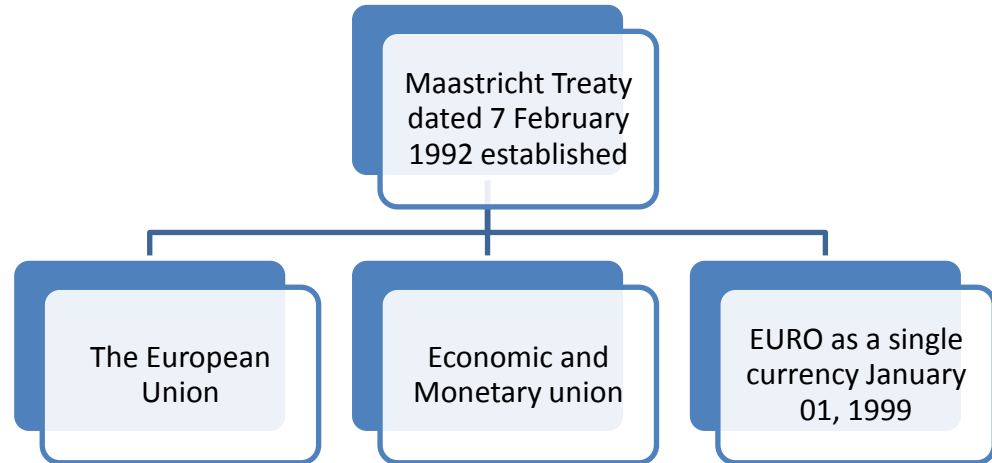 Maastricht Treaty
dated 7 February
1992 established
The European
Union
Economic and
Monetary union
EURO as a single
currency January
01, 1999